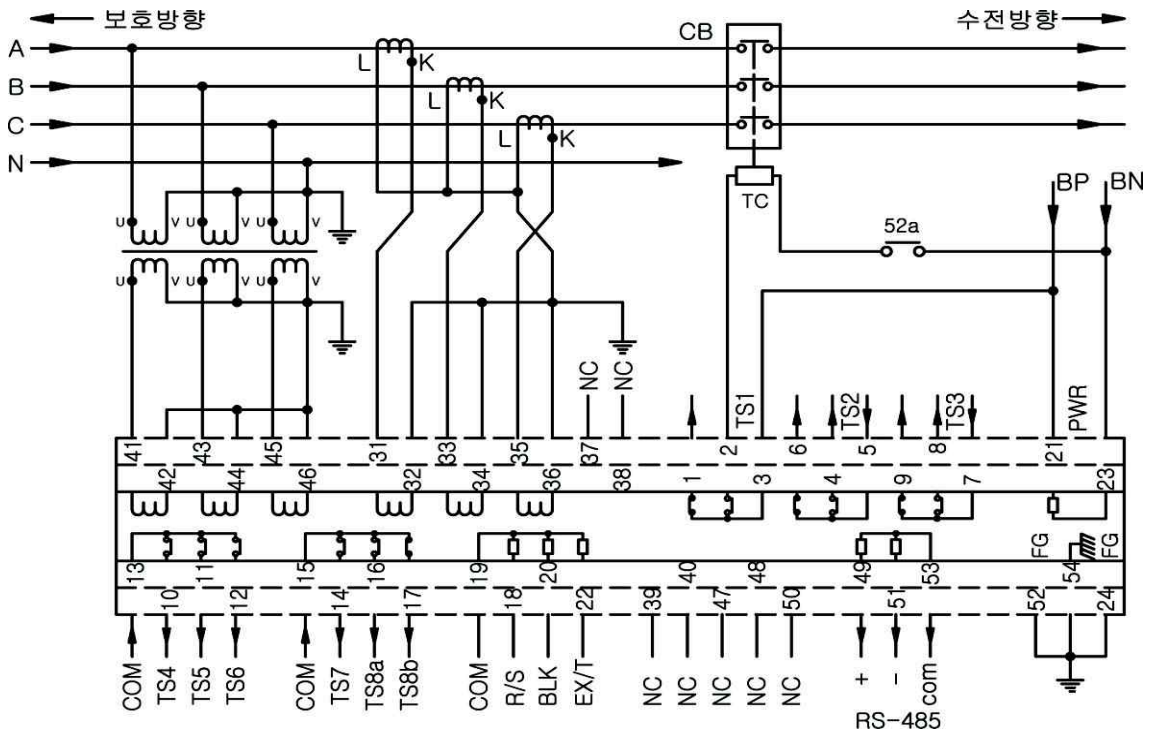 보호방향
수전방향
A
B
C
N
L K
L K
L K
CB
TC
52a
BP BN
U V U V U V
U V U V U V
NC NC
TS1 TS2 TS3 PWR
41 43 45 31 33 35 37 2 6 5 8 21
42 44 46 32 34 36 38 1 3 4 9 7 23
FG FG
13 11 15 16 19 20 40 48 49 53 54
10 12 14 17 18 22 39 47 50 51 52 24
COM TS4 TS5 TS6 COM TS7 TS8a TS8b COM R/S BLK EX/T NC NC NC NC NC + - com
RS-485